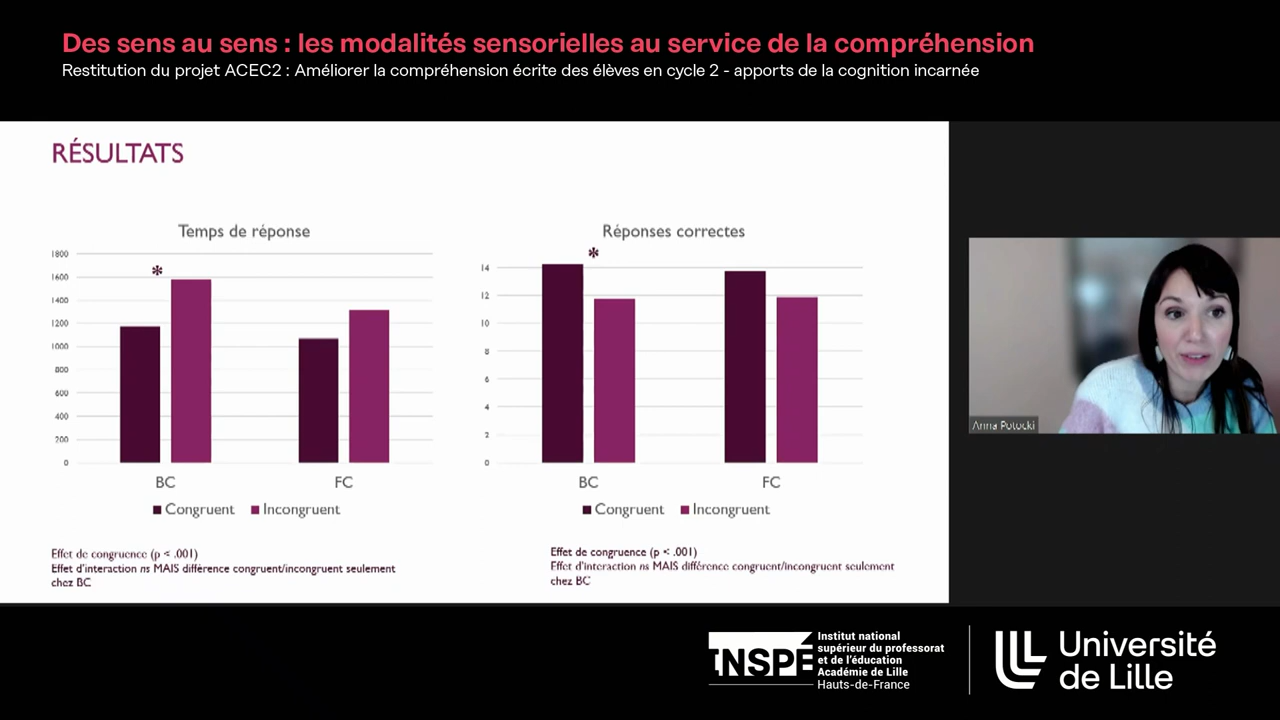 Des sens au sens : les modalités sensorielles au service de la compréhension
Restitution du projet ACEC2 : Améliorer la compréhension écrite des élèves en cycle 2 - apports de la cognition incarnée
RÉSULTATS
Temps de réponse
1800
1600
1400
1200
1000
800
600
400
200
0
*
BC
FC
Congruent
Incongruent
Effet de congruence (p < .001)
Effet d'interaction ns MAIS différence congruent/incongruent seulement
chez BC
Réponses correctes
14
12
10
8
6
4
2
0
*
BC
FC
Congruent
Incongruent
Effet de congruence (p < .001)
Effet d'interaction ns MAIS différence congruent/incongruent seulement
chez BC
Anna Potocki
INSPÉ
Institut national
supérieur du professorat
et de l'éducation
Académie de Lille
Hauts-de-France
Université
de Lille